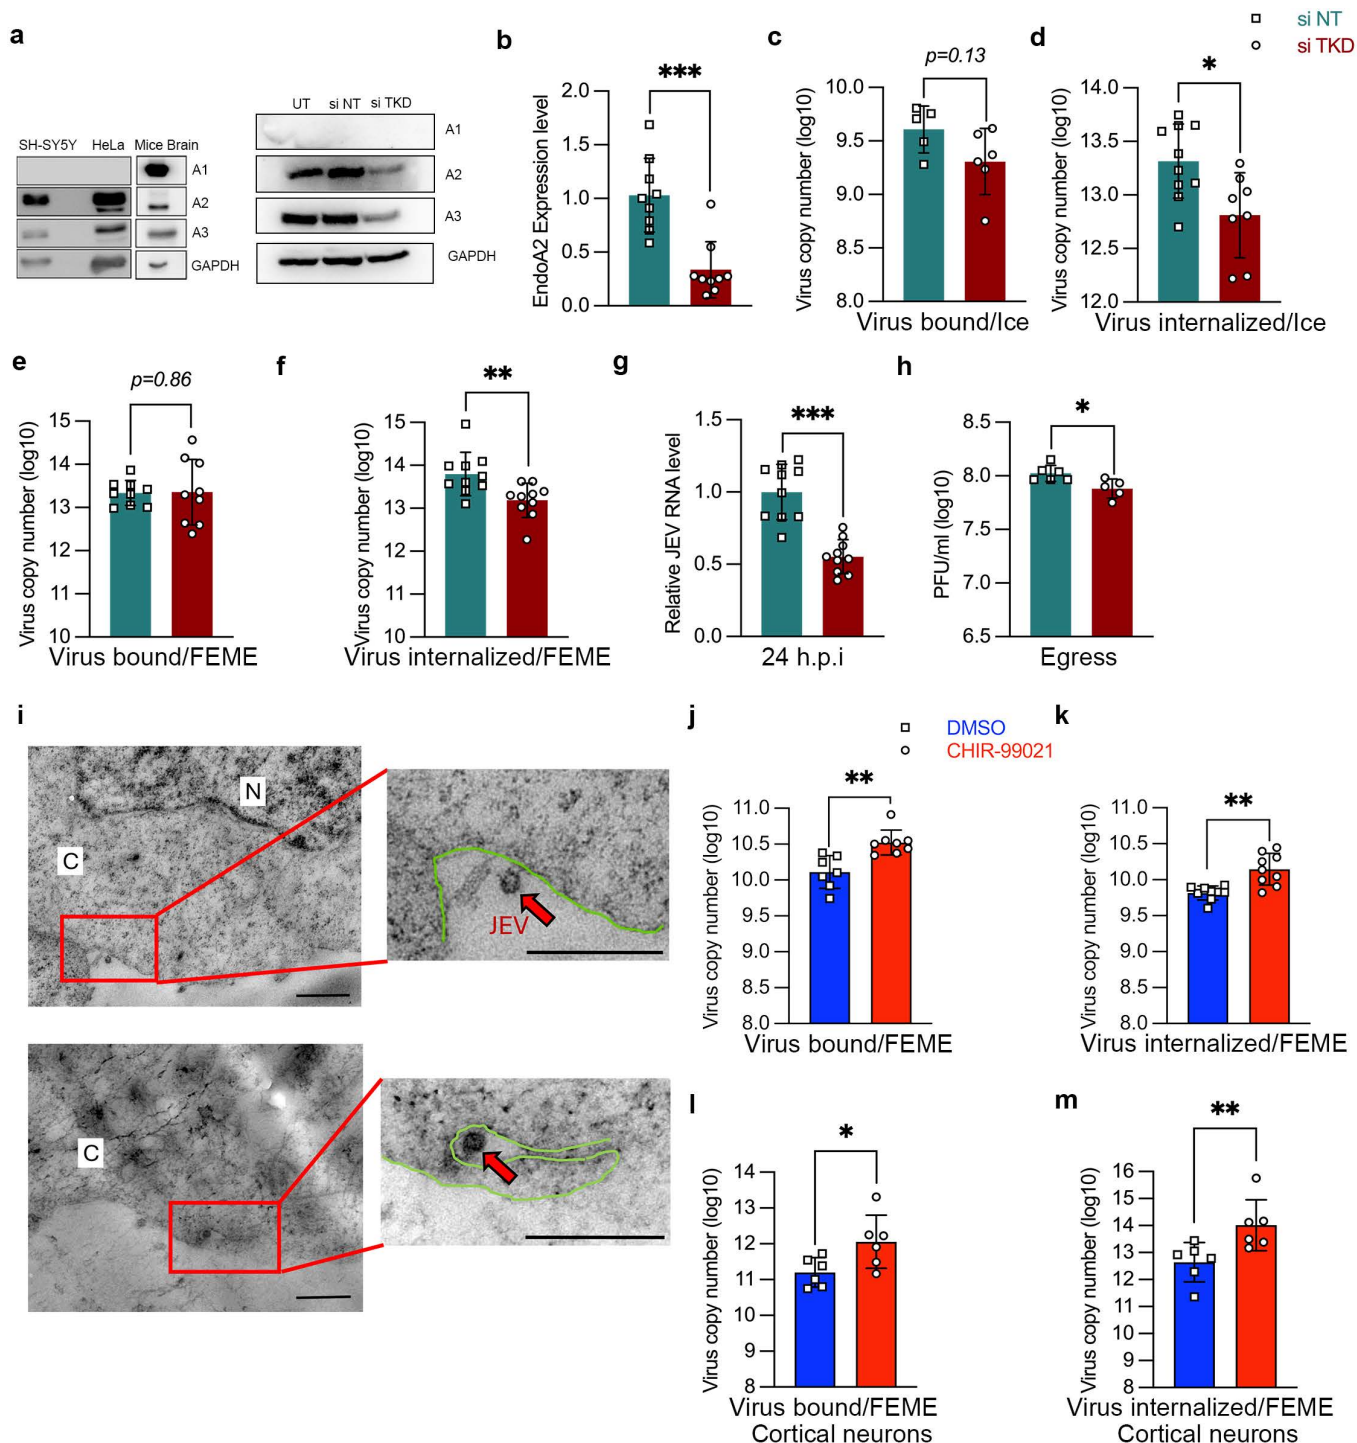 a
SH-SY5Y HeLa Mice Brain
A1
A2
A3
GAPDH
UT si NT si TKD
A1
A2
A3
GAPDH
b
EndoA2 Expression level
2.0
1.5
1.0
0.5
0.0
***
c
Virus copy number (log10)
10.0
9.5
9.0
8.5
8.0
p=0.13
Virus bound/Ice
d
si NT
si TKD
Virus copy number (log10)
14.0
13.5
13.0
12.5
12.0
*
Virus internalized/Ice
e
Virus copy number (log10)
15
14
13
12
11
10
p=0.86
Virus bound/FEME
f
Virus copy number (log10)
15
14
13
12
11
10
**
Virus internalized/FEME
g
Relative JEV RNA level
1.5
1.0
0.5
0.0
***
24 h.p.i
h
PFU/ml (log10)
8.5
8.0
7.5
7.0
6.5
*
Egress
i
N
C
JEV
C
j
DMSO
CHIR-99021
Virus copy number (log10)
11.0
10.5
10.0
9.5
9.0
8.5
8.0
**
Virus bound/FEME
k
Virus copy number (log10)
11.0
10.5
10.0
9.5
9.0
8.5
8.0
**
Virus internalized/FEME
l
Virus copy number (log10)
14
13
12
11
10
9
8
*
Virus bound/FEME
Cortical neurons
m
Virus copy number (log10)
16
15
14
13
12
11
10
9
8
**
Virus internalized/FEME
Cortical neurons